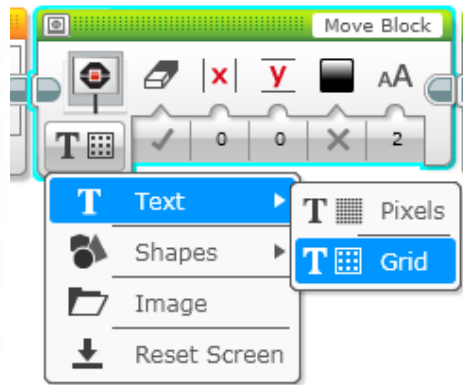 Move Block
x y AA
T 0 0 2
T Text T Pixels
Shapes T Grid
Image
Reset Screen